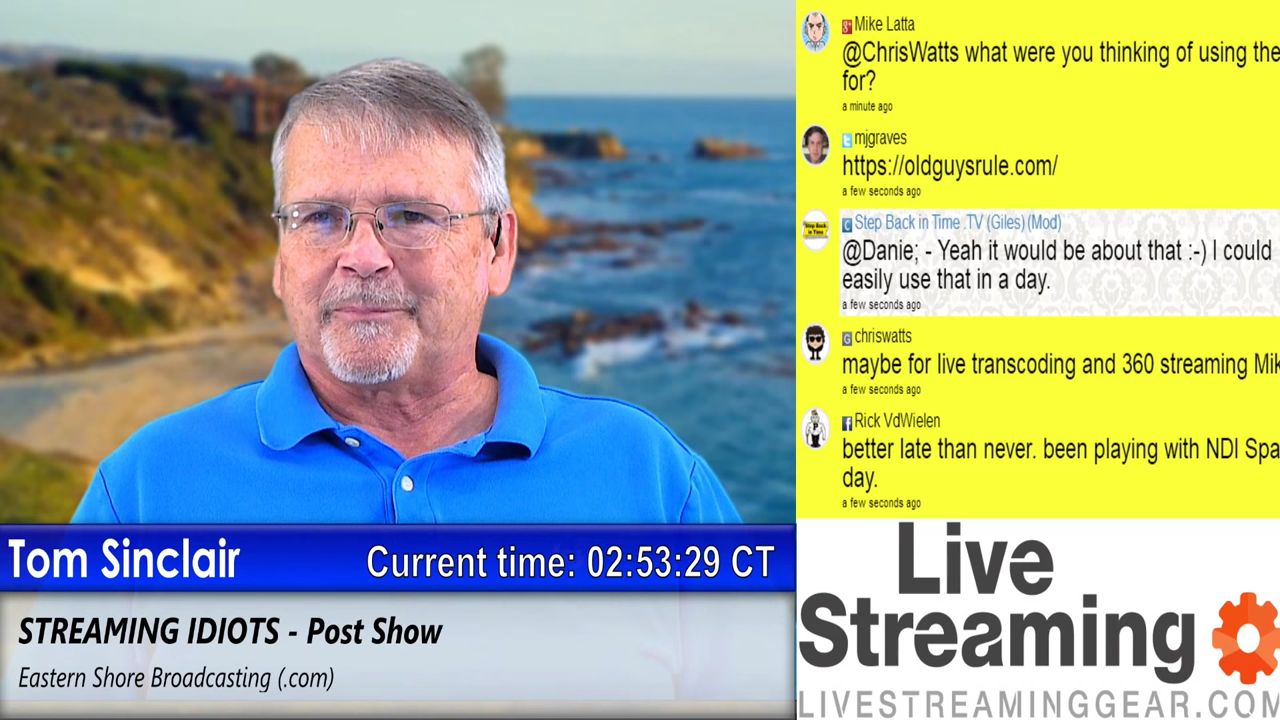 Mike Latta
@ChrisWatts what were you thinking of using the
for?
a minute ago
mjgraves
https://oldguysrule.com/
a few seconds ago
Step Back in Time .TV (Giles) (Mod)
@Danie; - Yeah it would be about that :-) I could
easily use that in a day.
a few seconds ago
chriswatts
maybe for live transcoding and 360 streaming Mik
a few seconds ago
Rick VdWielen
better late than never. been playing with NDI Spa
day.
a few seconds ago
Tom Sinclair
Current time: 02:53:29 CT
STREAMING IDIOTS - Post Show
Eastern Shore Broadcasting (.com)
Live
Streaming
LIVESTREAMINGGEAR.COM